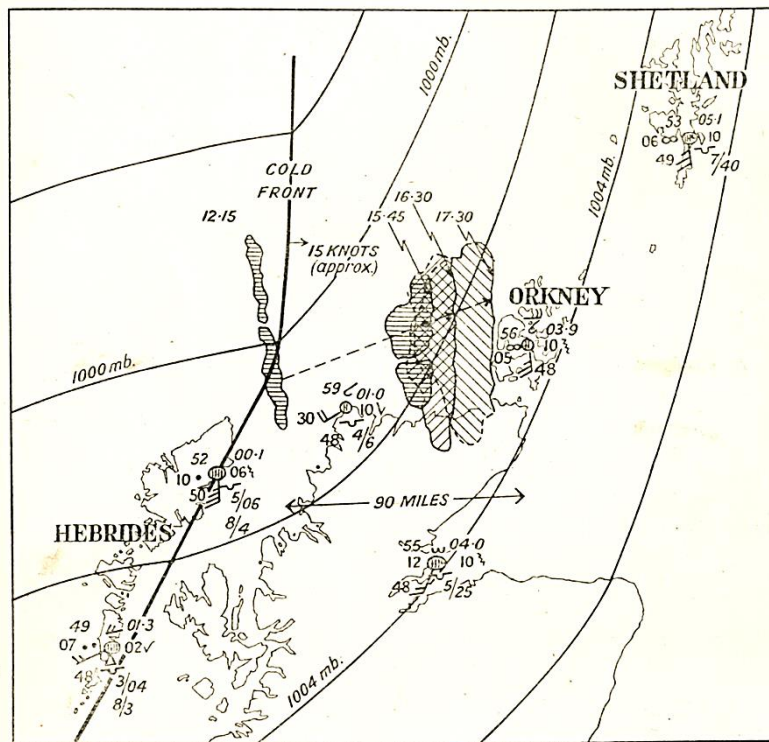 1000 mb.
SHETLAND
53 05·1
06 10
49 7/40
COLD
FRONT
12·15
16·30
15·45 17·30
1004 mb.
15 KNOTS
(approx.)
ORKNEY
56 03·9
05 10
48
1000 mb.
59 01·0
30 10
48 4/6
52 00·1
10 06
50 5/06
8/4
90 MILES
HEBRIDES
55 04·0
12 10
48 5/25
49 01·3
07 02
48 3/04
8/3
1004 mb.